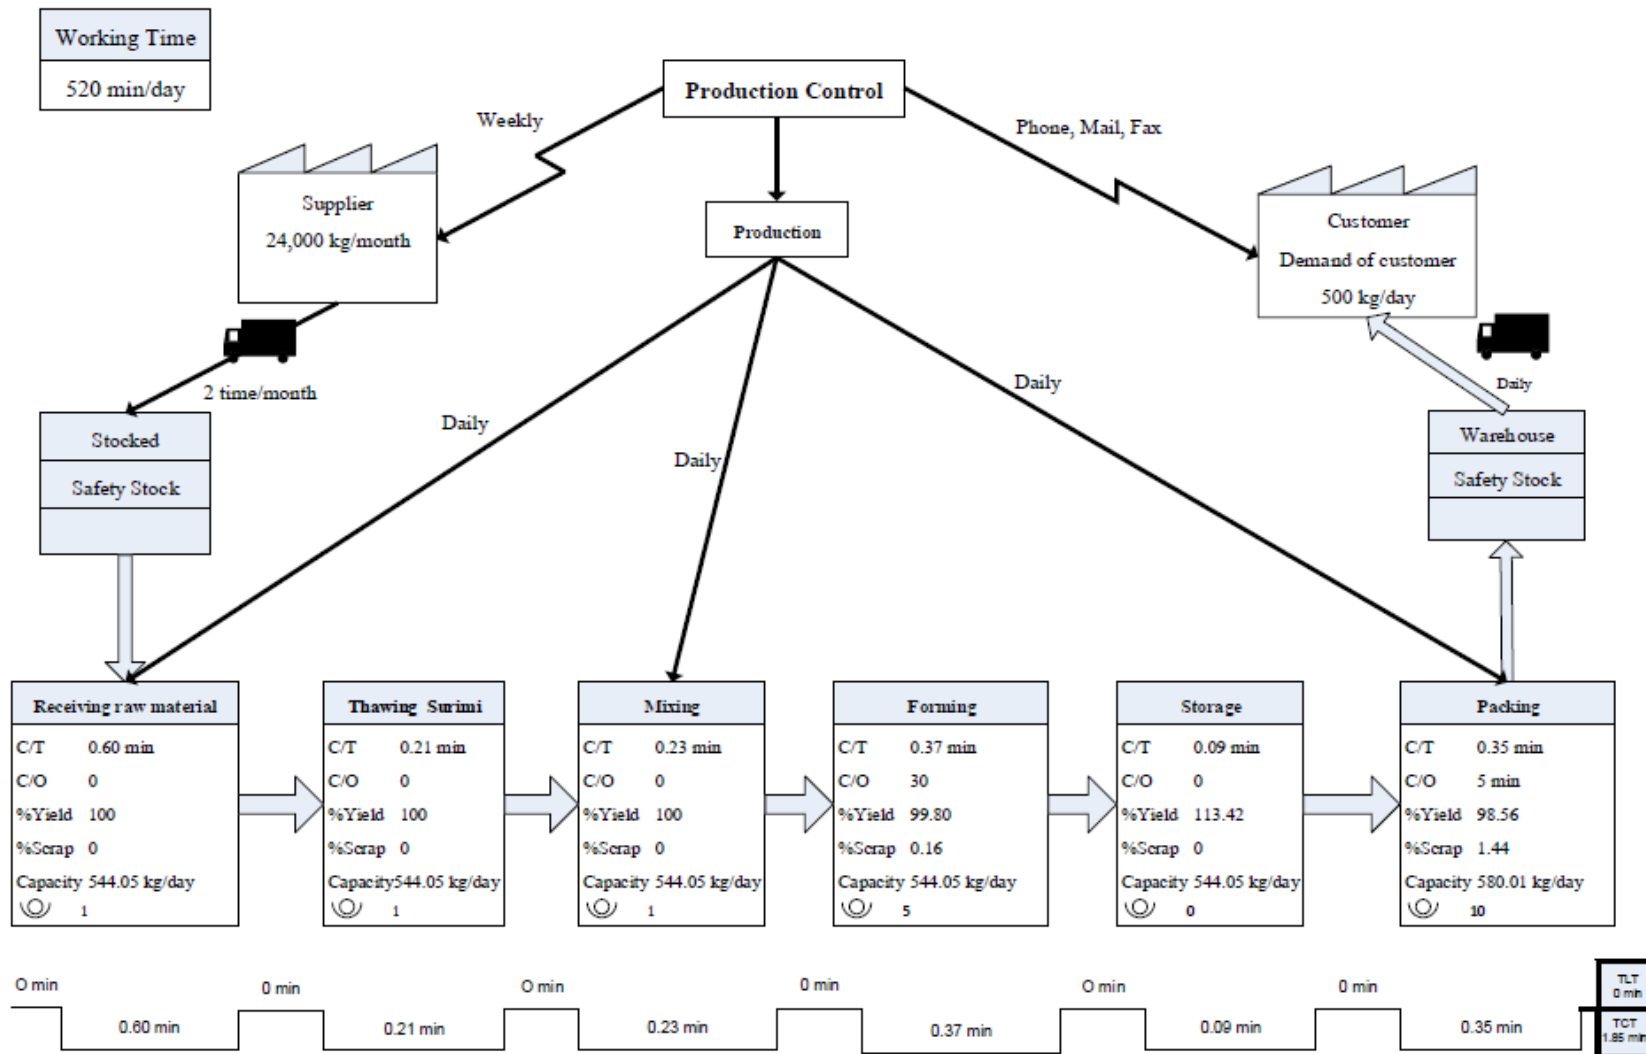 Working Time
520 min/day
Production Control
Weekly
Phone, Mail, Fax
Supplier
24,000 kg/month
Production
Customer
Demand of customer
500 kg/day
2 time/month
Daily
Daily
Daily
Daily
Stocked
Safety Stock
Warehouse
Safety Stock
Receiving raw material
C/T 0.60 min
C/O 0
%Yield 100
%Scrap 0
Capacity 544.05 kg/day
1
Thawing Surimi
C/T 0.21 min
C/O 0
%Yield 100
%Scrap 0
Capacity 544.05 kg/day
1
Mixing
C/T 0.23 min
C/O 0
%Yield 100
%Scrap 0
Capacity 544.05 kg/day
1
Forming
C/T 0.37 min
C/O 30
%Yield 99.80
%Scrap 0.16
Capacity 544.05 kg/day
5
Storage
C/T 0.09 min
C/O 0
%Yield 113.42
%Scrap 0
Capacity 544.05 kg/day
0
Packing
C/T 0.35 min
C/O 5 min
%Yield 98.56
%Scrap 1.44
Capacity 580.01 kg/day
10
O min
0 min
O min
0 min
O min
0 min
TLT
0 min
0.60 min
0.21 min
0.23 min
0.37 min
0.09 min
0.35 min
TCT
1.85 min